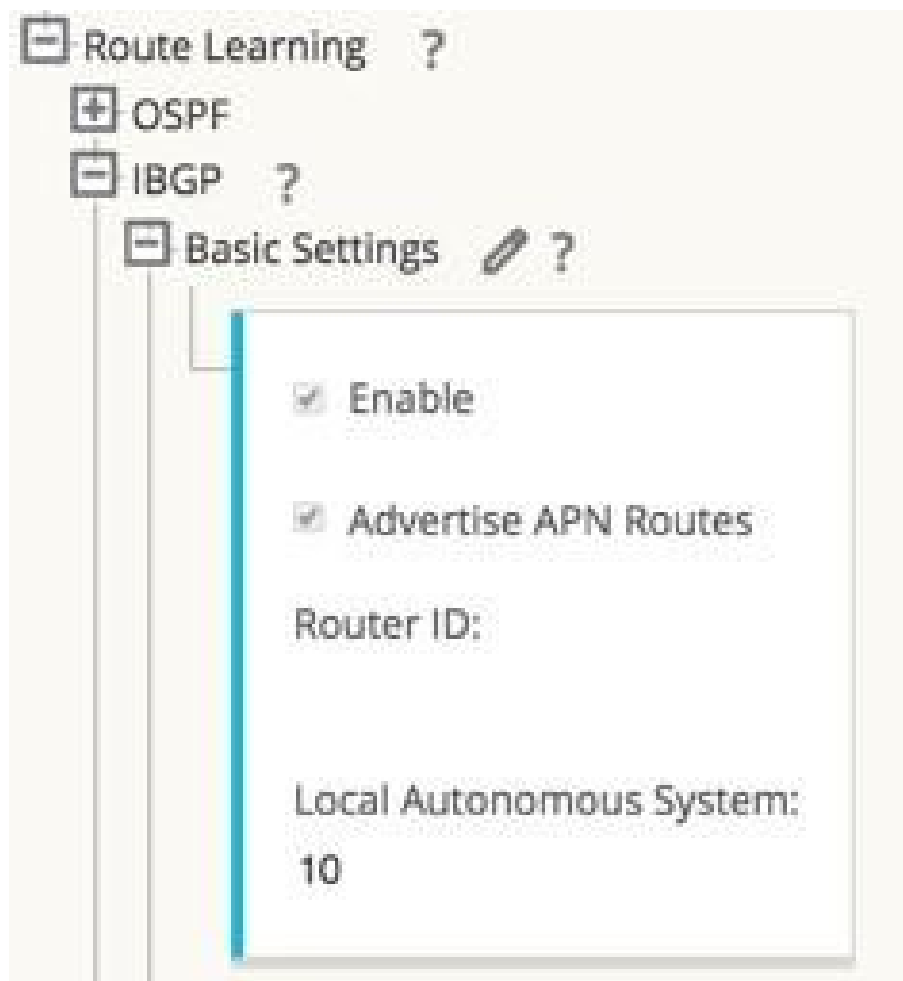 Route Learning ?
OSPF
IBGP ?
Basic Settings ?
Enable
Advertise APN Routes
Router ID:
Local Autonomous System:
10